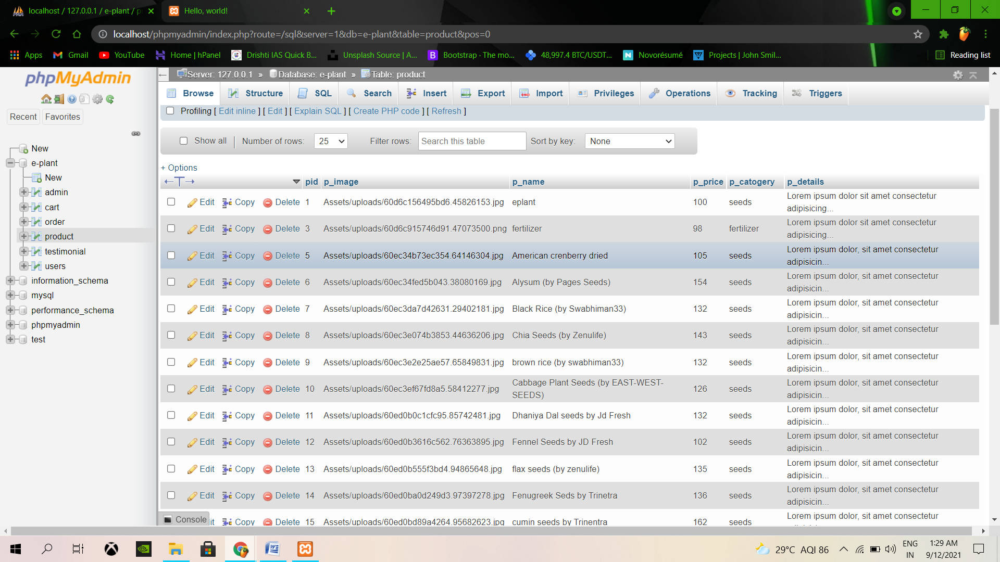 localhost / 127.0.0.1 / e-plant / p
Hello, world!
localhost/phpmyadmin/index.php?route=/sql&server=1&db=e-plant&table=product&pos=0
Apps Gmail YouTube Home | hPanel Drishti IAS Quick B... Unsplash Source | A... Bootstrap · The mo... 48,997.4 BTC/USDT... Novorésumé Projects | John Smil... Reading list
phpMyAdmin
Recent Favorites
New
e-plant
New
admin
cart
order
product
testimonial
users
information_schema
mysql
performance_schema
phpmyadmin
test
Server: 127.0.0.1 » Database: e-plant » Table: product
Browse Structure SQL Search Insert Export Import Privileges Operations Tracking Triggers
Profiling [ Edit inline ] [ Edit ] [ Explain SQL ] [ Create PHP code ] [ Refresh ]
Show all Number of rows: 25 Filter rows: Search this table Sort by key: None
+ Options
←T→ pid p_image p_name p_price p_catogery p_details
Edit Copy Delete 1 Assets/uploads/60d6c156495bd6.45826153.jpg eplant 100 seeds Lorem ipsum dolor sit amet consectetur
adipisicing...
Edit Copy Delete 3 Assets/uploads/60d6c915746d91.47073500.png fertilizer 98 fertilizer Lorem ipsum dolor sit amet consectetur
adipisicing...
Edit Copy Delete 5 Assets/uploads/60ec34b73ec354.64146304.jpg American crenberry dried 105 seeds Lorem ipsum dolor, sit amet consectetur
adipisicin...
Edit Copy Delete 6 Assets/uploads/60ec34fed5b043.38080169.jpg Alysum (by Pages Seeds) 154 seeds Lorem ipsum dolor, sit amet consectetur
adipisicin...
Edit Copy Delete 7 Assets/uploads/60ec3da7d42631.29402181.jpg Black Rice (by Swabhiman33) 132 seeds Lorem ipsum dolor, sit amet consectetur
adipisicin...
Edit Copy Delete 8 Assets/uploads/60ec3e074b3853.44636206.jpg Chia Seeds (by Zenulife) 143 seeds Lorem ipsum dolor, sit amet consectetur
adipisicin...
Edit Copy Delete 9 Assets/uploads/60ec3e2e25ae57.65849831.jpg brown rice (by swabhiman33) 132 seeds Lorem ipsum dolor, sit amet consectetur
adipisicin...
Edit Copy Delete 10 Assets/uploads/60ec3ef67fd8a5.58412277.jpg Cabbage Plant Seeds (by EAST-WEST-SEEDS) 126 seeds Lorem ipsum dolor, sit amet consectetur
adipisicin...
Edit Copy Delete 11 Assets/uploads/60ed0b0c1cfc95.85742481.jpg Dhaniya Dal seeds by Jd Fresh 132 seeds Lorem ipsum dolor, sit amet consectetur
adipisicin...
Edit Copy Delete 12 Assets/uploads/60ed0b3616c562.76363895.jpg Fennel Seeds by JD Fresh 102 seeds Lorem ipsum dolor, sit amet consectetur
adipisicin...
Edit Copy Delete 13 Assets/uploads/60ed0b555f3bd4.94865648.jpg flax seeds (by zenulife) 135 seeds Lorem ipsum dolor, sit amet consectetur
adipisicin...
Edit Copy Delete 14 Assets/uploads/60ed0ba0d249d3.97397278.jpg Fenugreek Seds by Trinetra 136 seeds Lorem ipsum dolor, sit amet consectetur
adipisicin...
Console it Copy Delete 15 Assets/uploads/60ed0bd89a4264.95682623.jpg cumin seeds by Trinentra 162 seeds Lorem ipsum dolor, sit amet consectetur
29°C AQI 86
ENG
IN
1:29 AM
9/12/2021